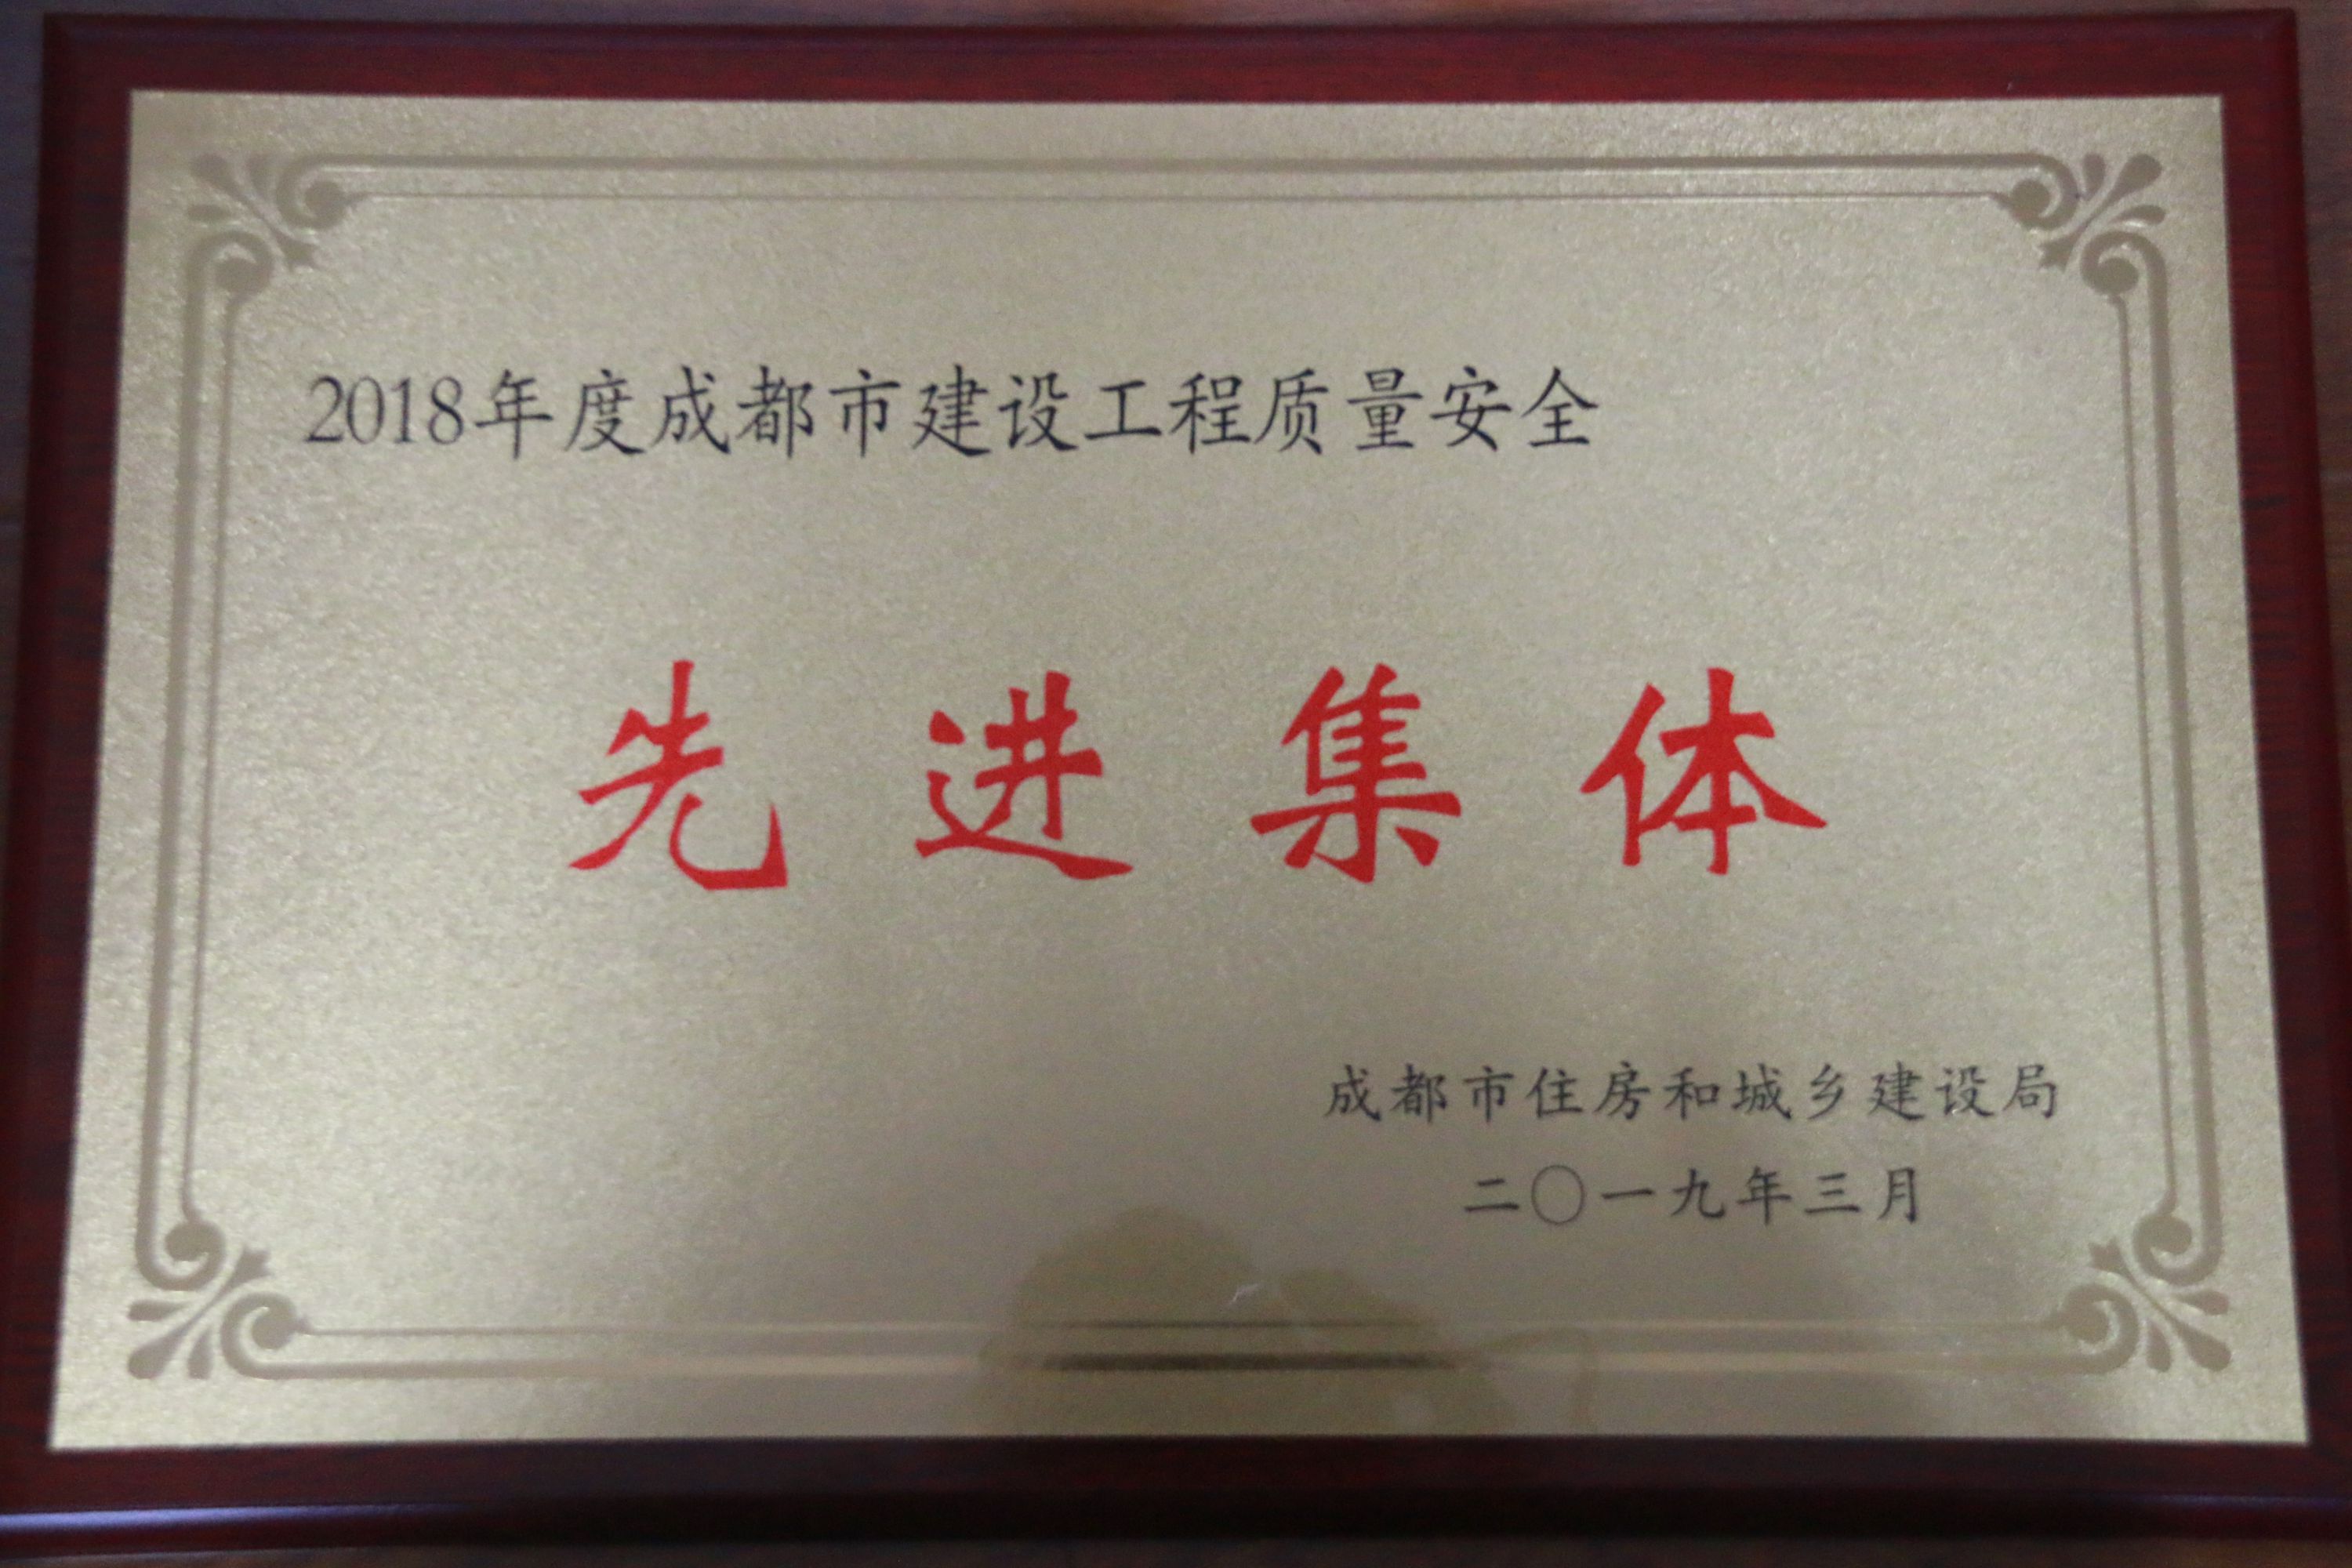 2018年度成都市建设工程质量安全
先进集体
成都市住房和城乡建设局
二〇一九年三月